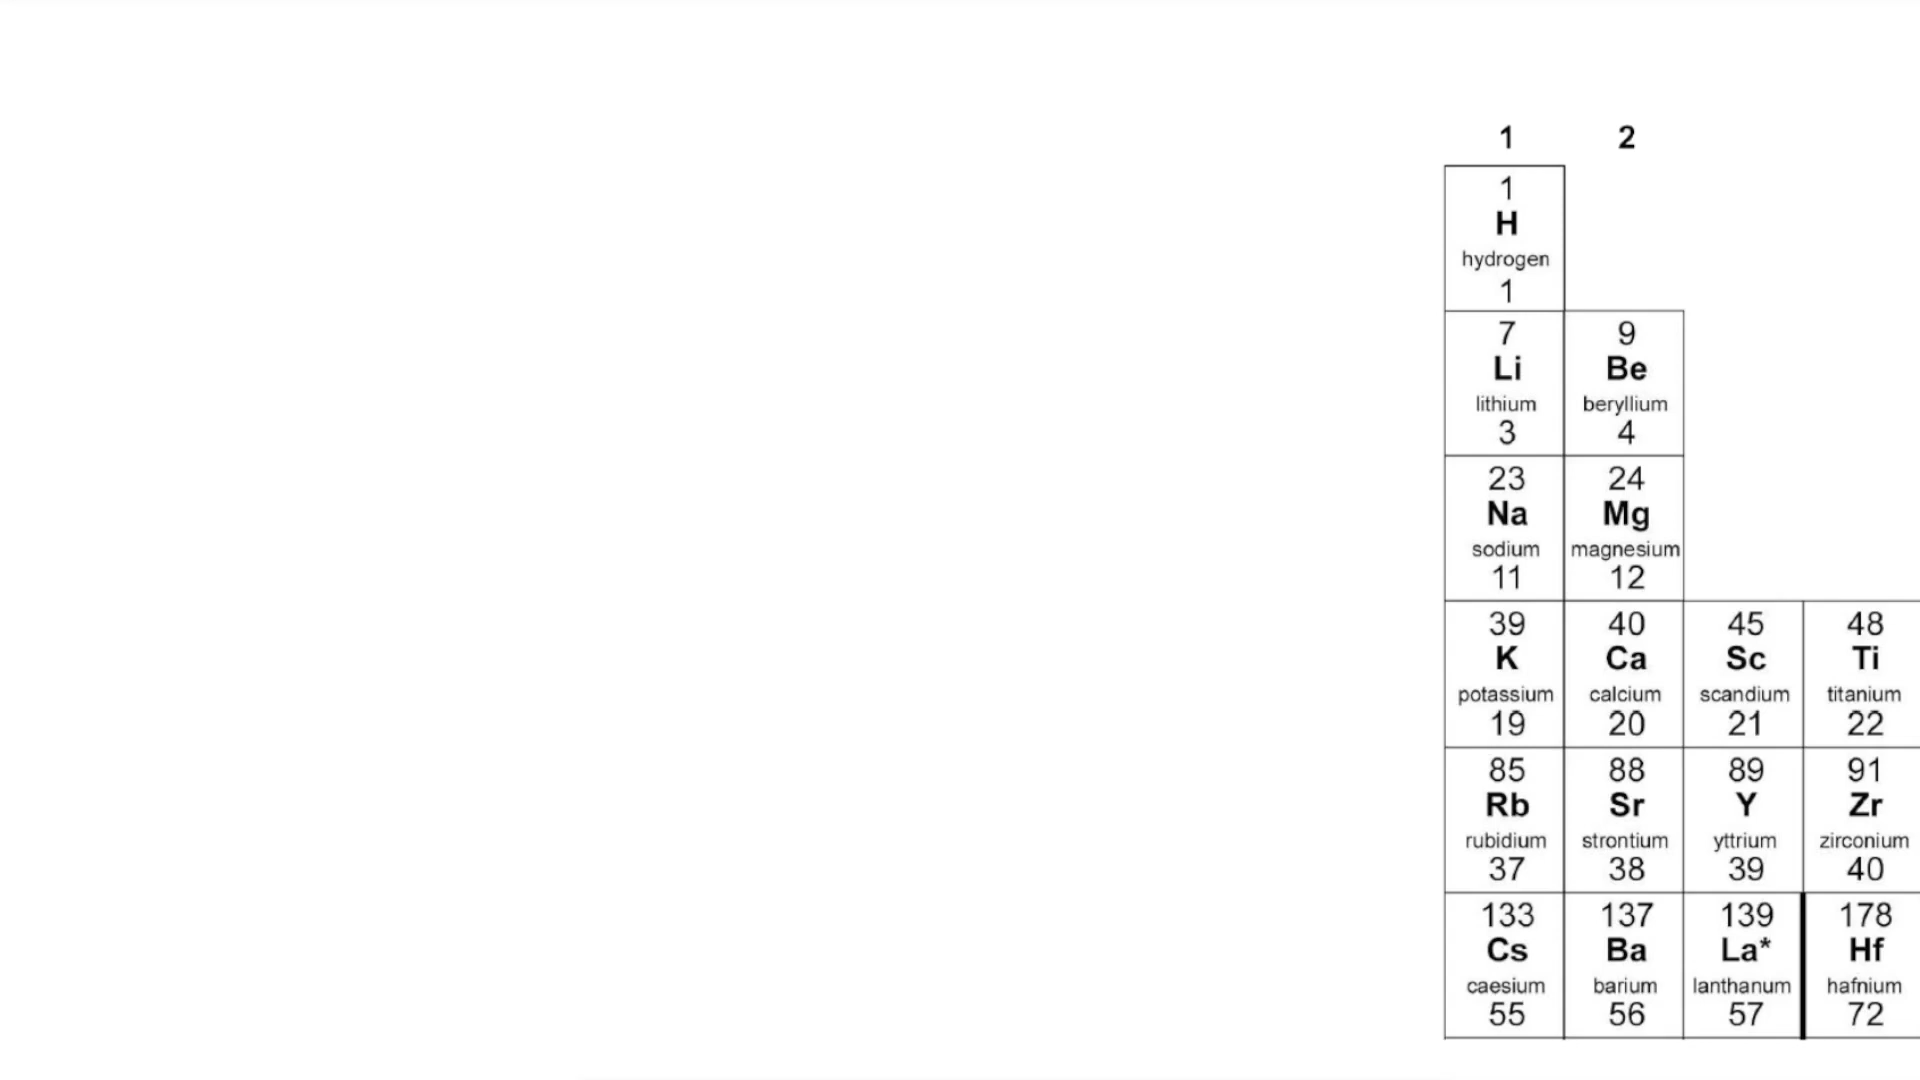 1 2
1
H
hydrogen
1
7 9
Li Be
lithium beryllium
3 4
23 24
Na Mg
sodium magnesium
11 12
39 40 45 48
K Ca Sc Ti
potassium calcium scandium titanium
19 20 21 22
85 88 89 91
Rb Sr Y Zr
rubidium strontium yttrium zirconium
37 38 39 40
133 137 139 178
Cs Ba La* Hf
caesium barium lanthanum hafnium
55 56 57 72